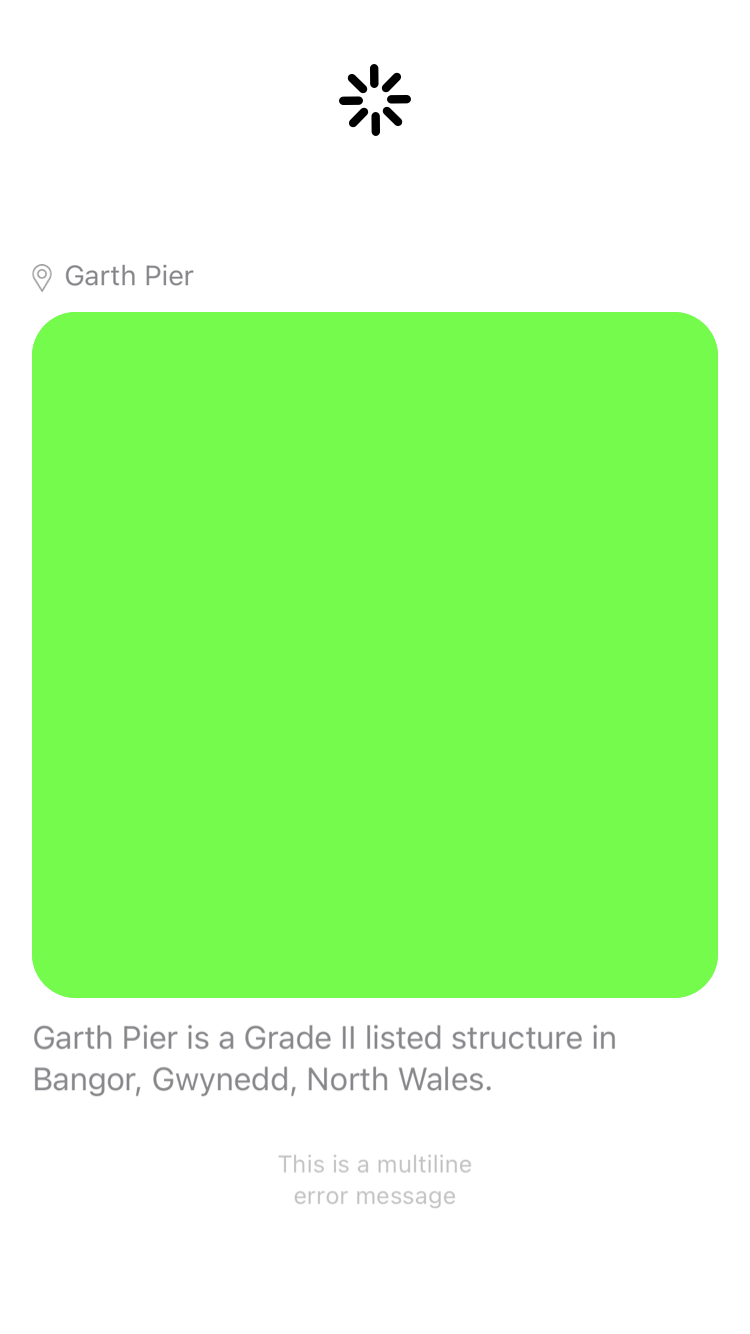 Garth Pier
Garth Pier is a Grade II listed structure in
Bangor, Gwynedd, North Wales.
This is a multiline
error message